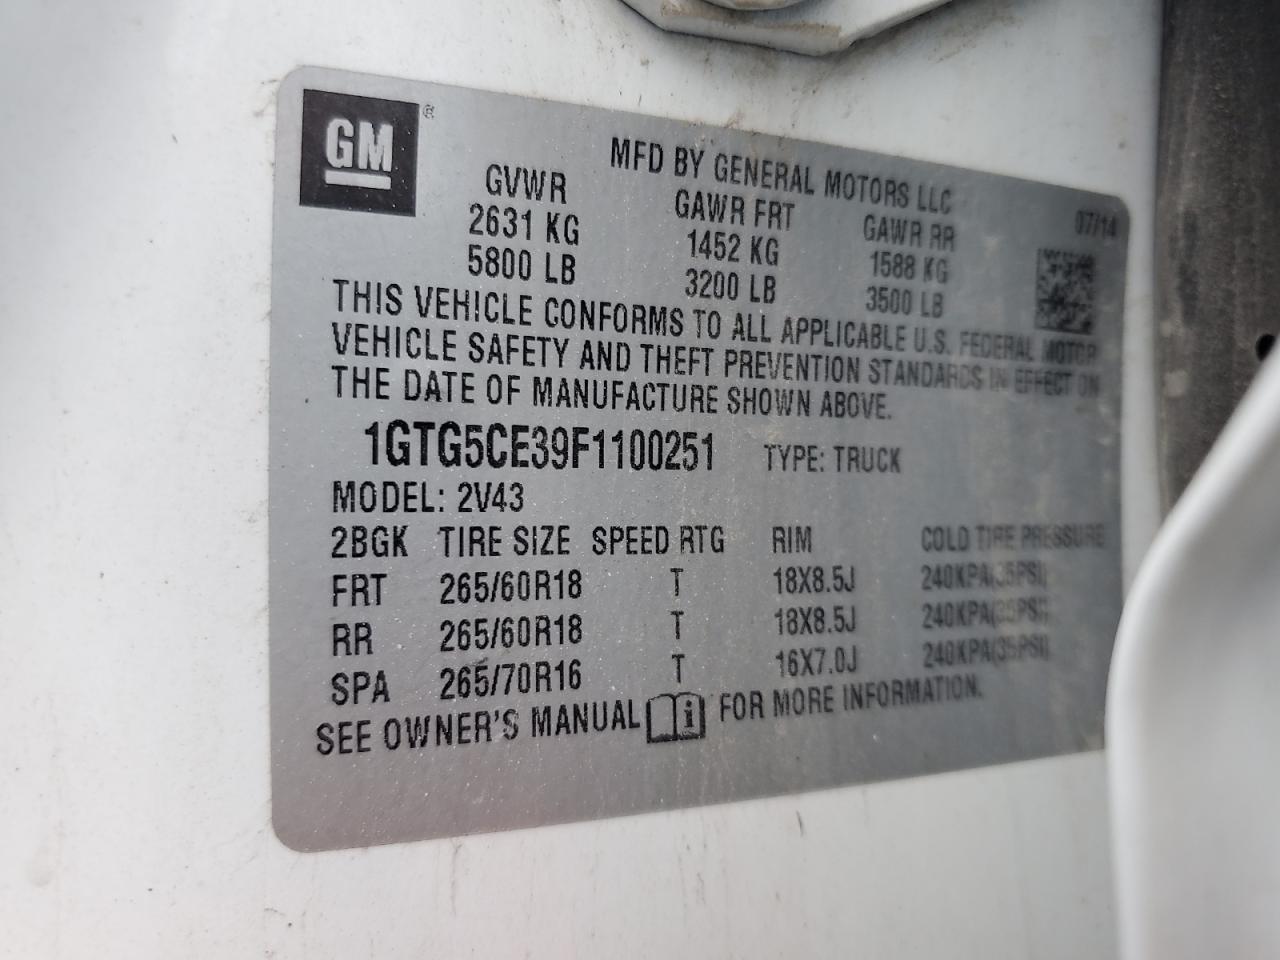 GM ®
MFD BY GENERAL MOTORS LLC
07/14
GVWR GAWR FRT GAWR RR
2631 KG 1452 KG 1588 KG
5800 LB 3200 LB 3500 LB
THIS VEHICLE CONFORMS TO ALL APPLICABLE U.S. FEDERAL MOTOR
VEHICLE SAFETY AND THEFT PREVENTION STANDARDS IN EFFECT ON
THE DATE OF MANUFACTURE SHOWN ABOVE.
1GTG5CE39F1100251 TYPE: TRUCK
MODEL: 2V43
2BGK TIRE SIZE SPEED RTG RIM COLD TIRE PRESSURE
FRT 265/60R18 T 18X8.5J 240KPA(35PSI)
RR 265/60R18 T 18X8.5J 240KPA(35PSI)
SPA 265/70R16 T 16X7.0J 240KPA(35PSI)
SEE OWNER'S MANUAL i FOR MORE INFORMATION.